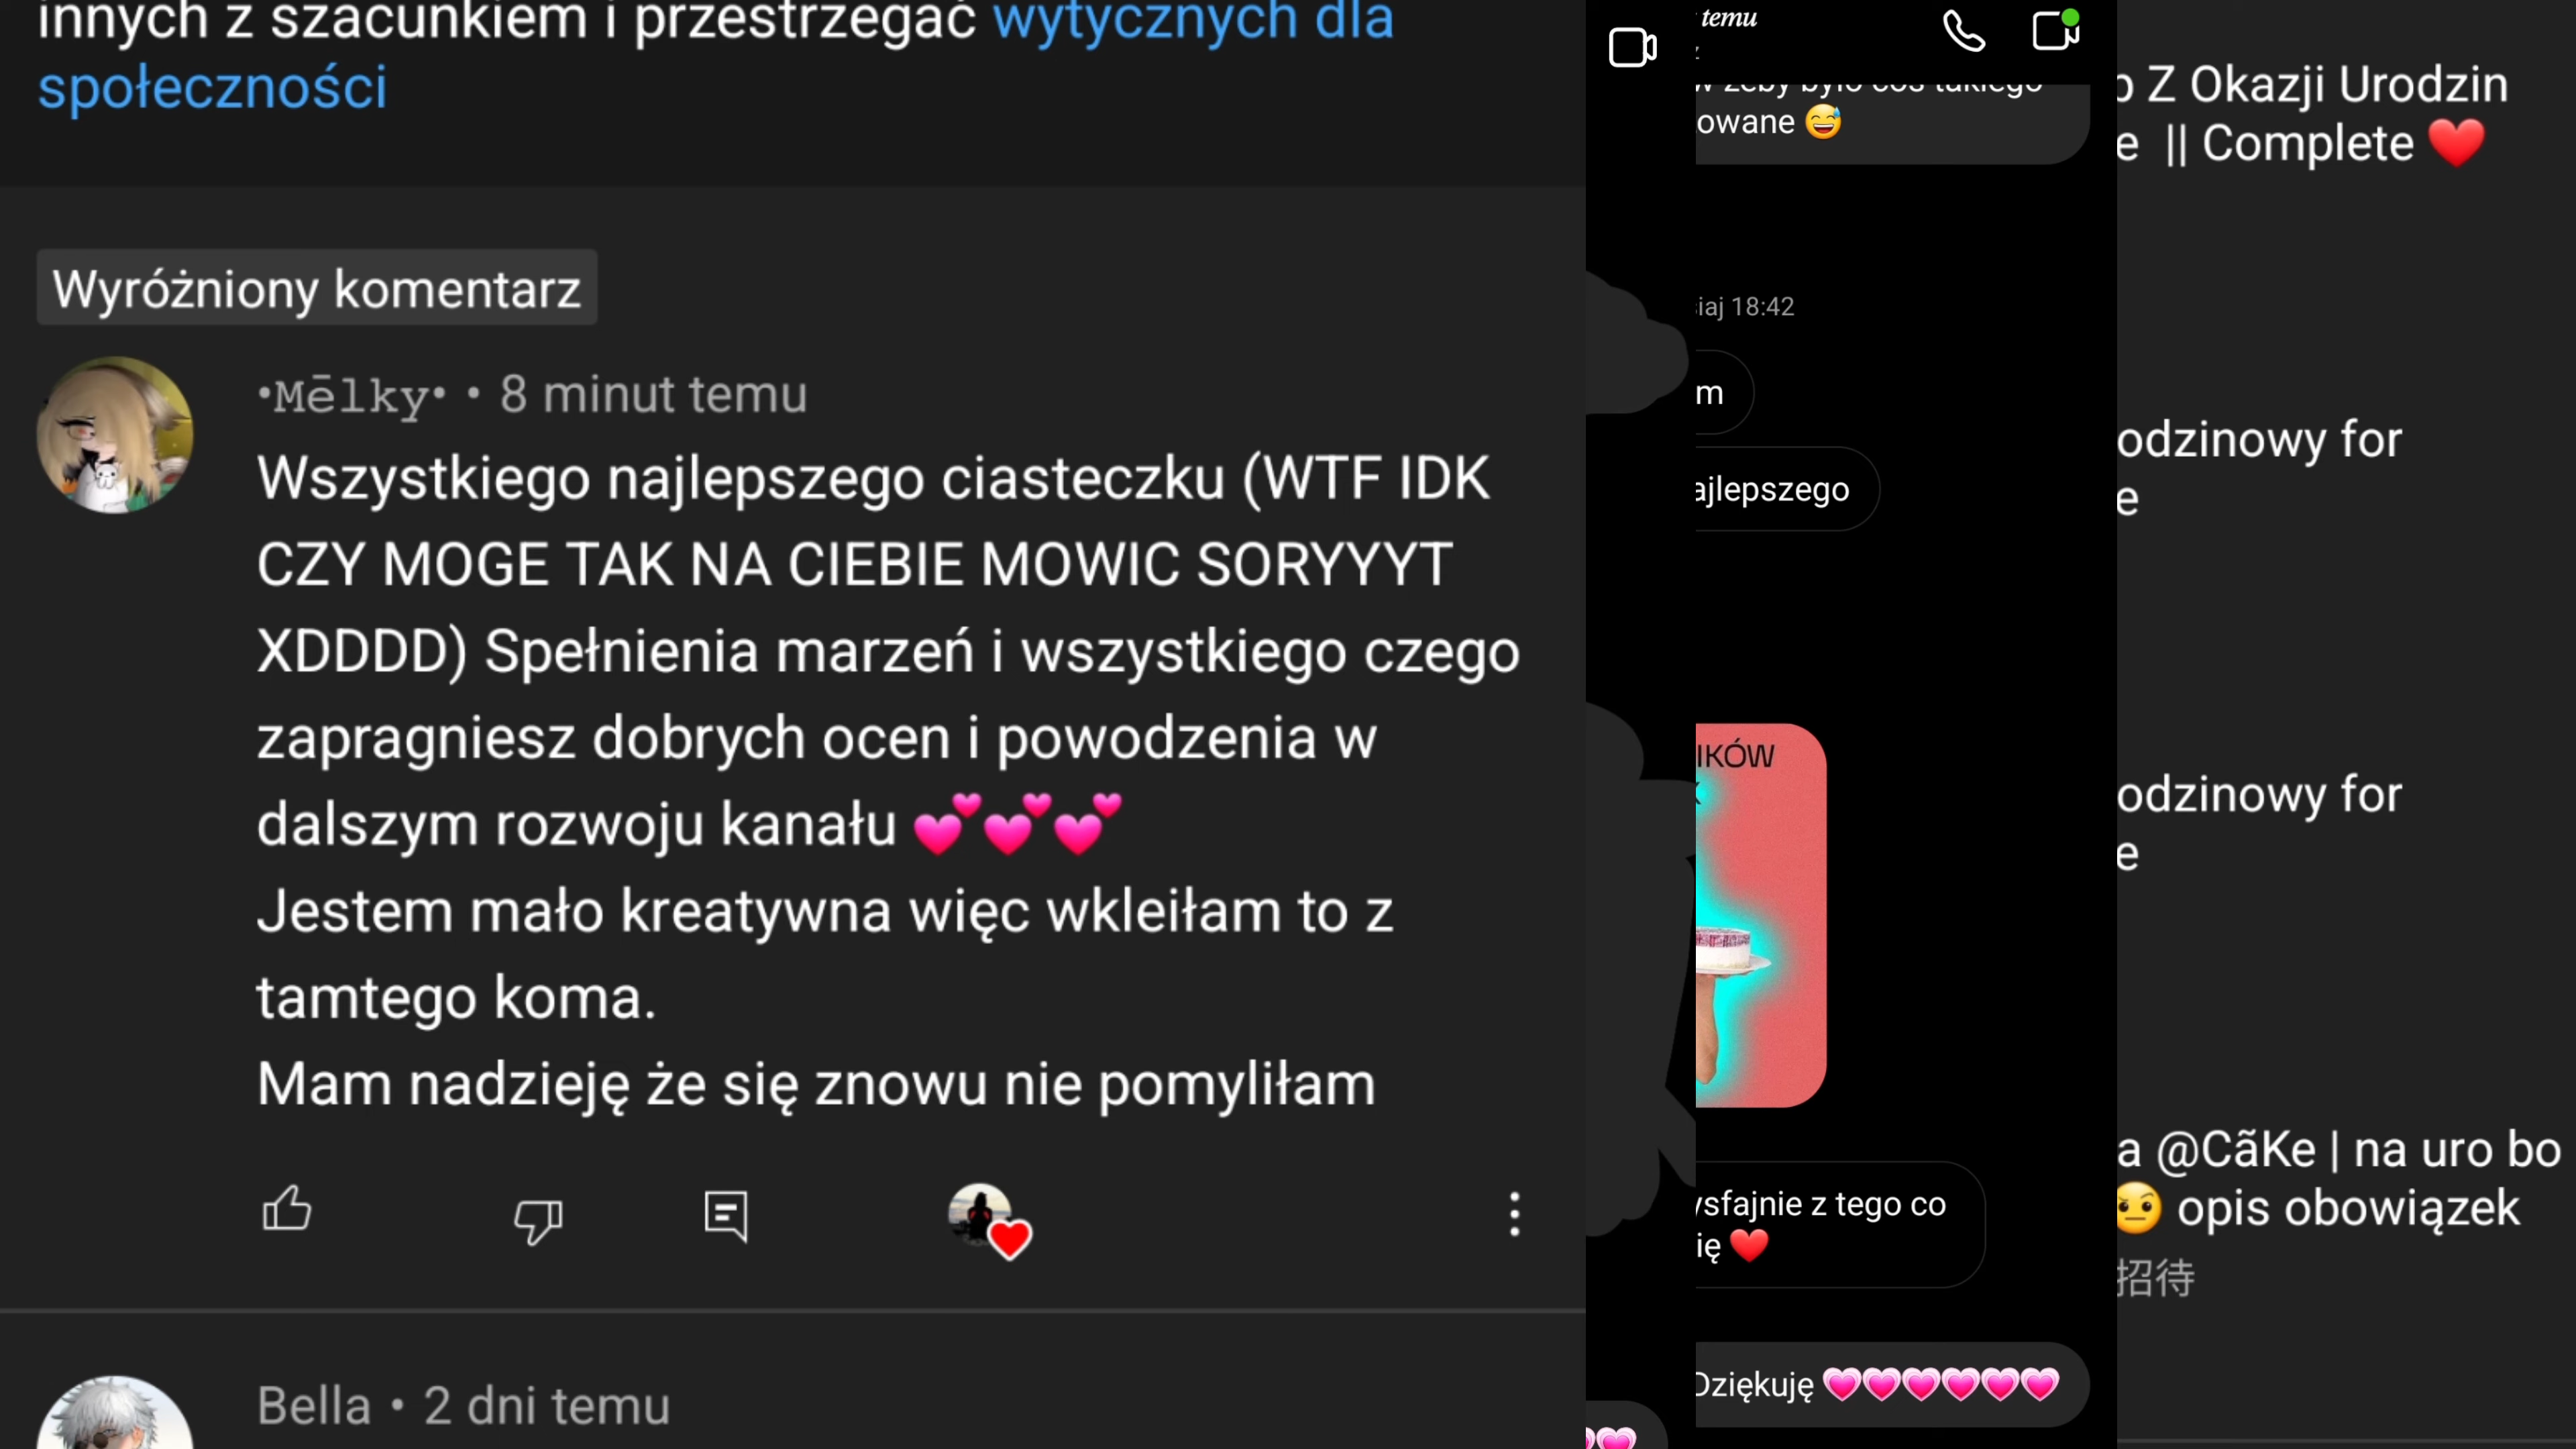 innych z szacunkiem i przestrzegać wytycznych dla
społeczności
Wyróżniony komentarz
•Mēlky• • 8 minut temu
Wszystkiego najlepszego ciasteczku (WTF IDK
CZY MOGE TAK NA CIEBIE MOWIC SORYYYT
XDDDD) Spełnienia marzeń i wszystkiego czego
zapragniesz dobrych ocen i powodzenia w
dalszym rozwoju kanału 💕💕💕
Jestem mało kreatywna więc wkleiłam to z
tamtego koma.
Mam nadzieję że się znowu nie pomyliłam
Bella • 2 dni temu
temu
żeby było coś takiego
owane 😅
iaj 18:42
m
ajlepszego
IKÓW
ysfajnie z tego co
ię ❤️
Dziękuję 💗💗💗💗💗💗
Z Okazji Urodzin
e || Complete ❤️
odzinowy for
e
odzinowy for
e
a @CãKe | na uro bo
🤨 opis obowiązek
招待